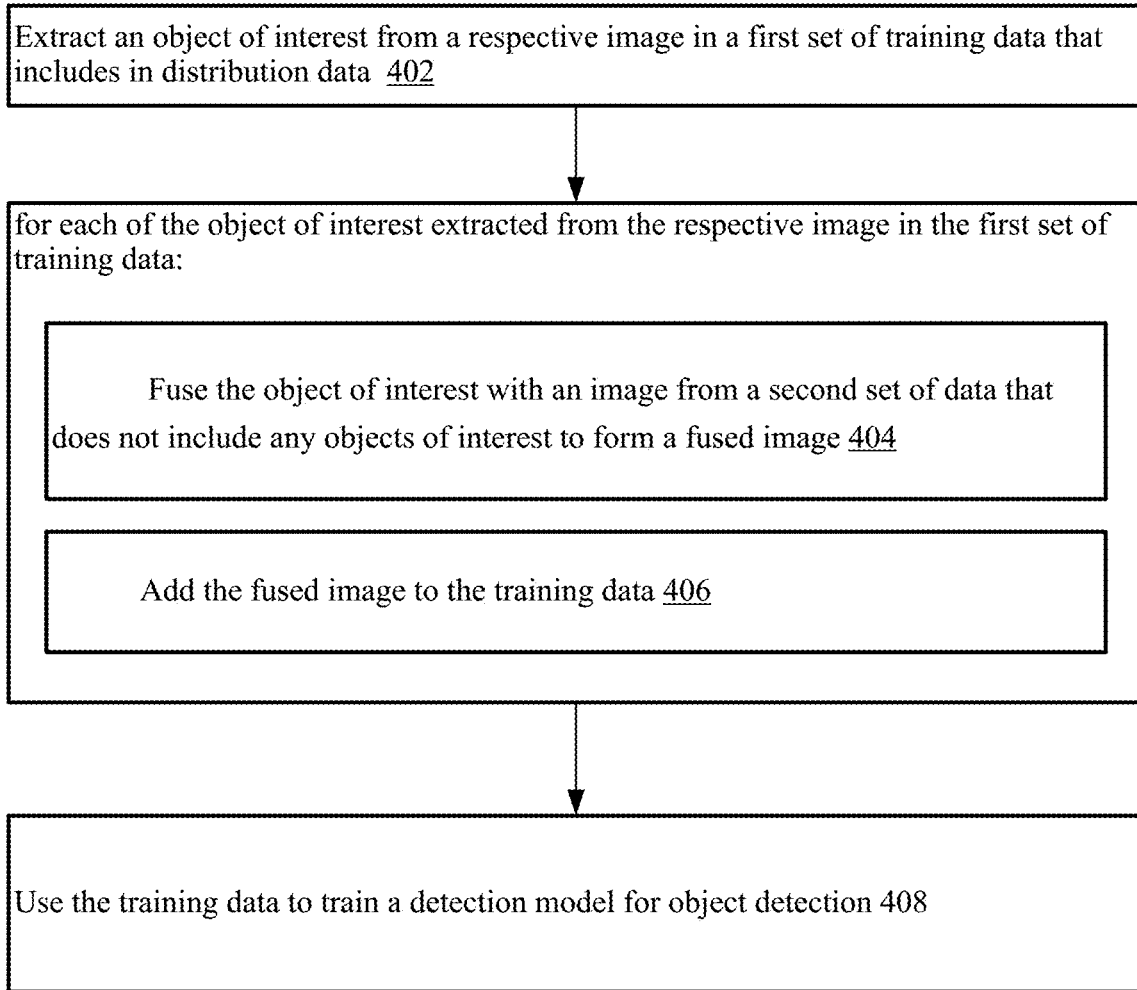 Extract an object of interest from a respective image in a first set of training data that
includes in distribution data 402
for each of the object of interest extracted from the respective image in the first set of
training data:
Fuse the object of interest with an image from a second set of data that
does not include any objects of interest to form a fused image 404
Add the fused image to the training data 406
Use the training data to train a detection model for object detection 408